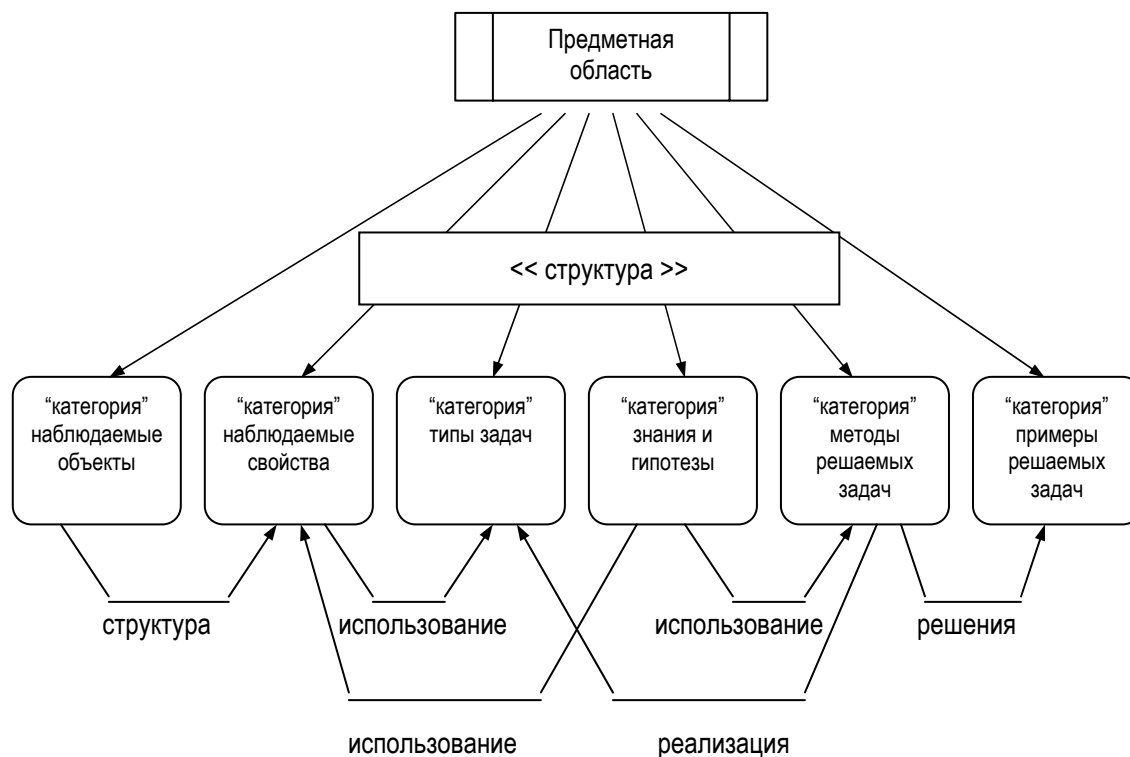 Предметная
область
<< структура >>
“категория”
наблюдаемые
объекты
“категория”
наблюдаемые
свойства
“категория”
типы задач
“категория”
знания и
гипотезы
“категория”
методы
решаемых
задач
“категория”
примеры
решаемых
задач
структура
использование
использование
решения
использование
реализация